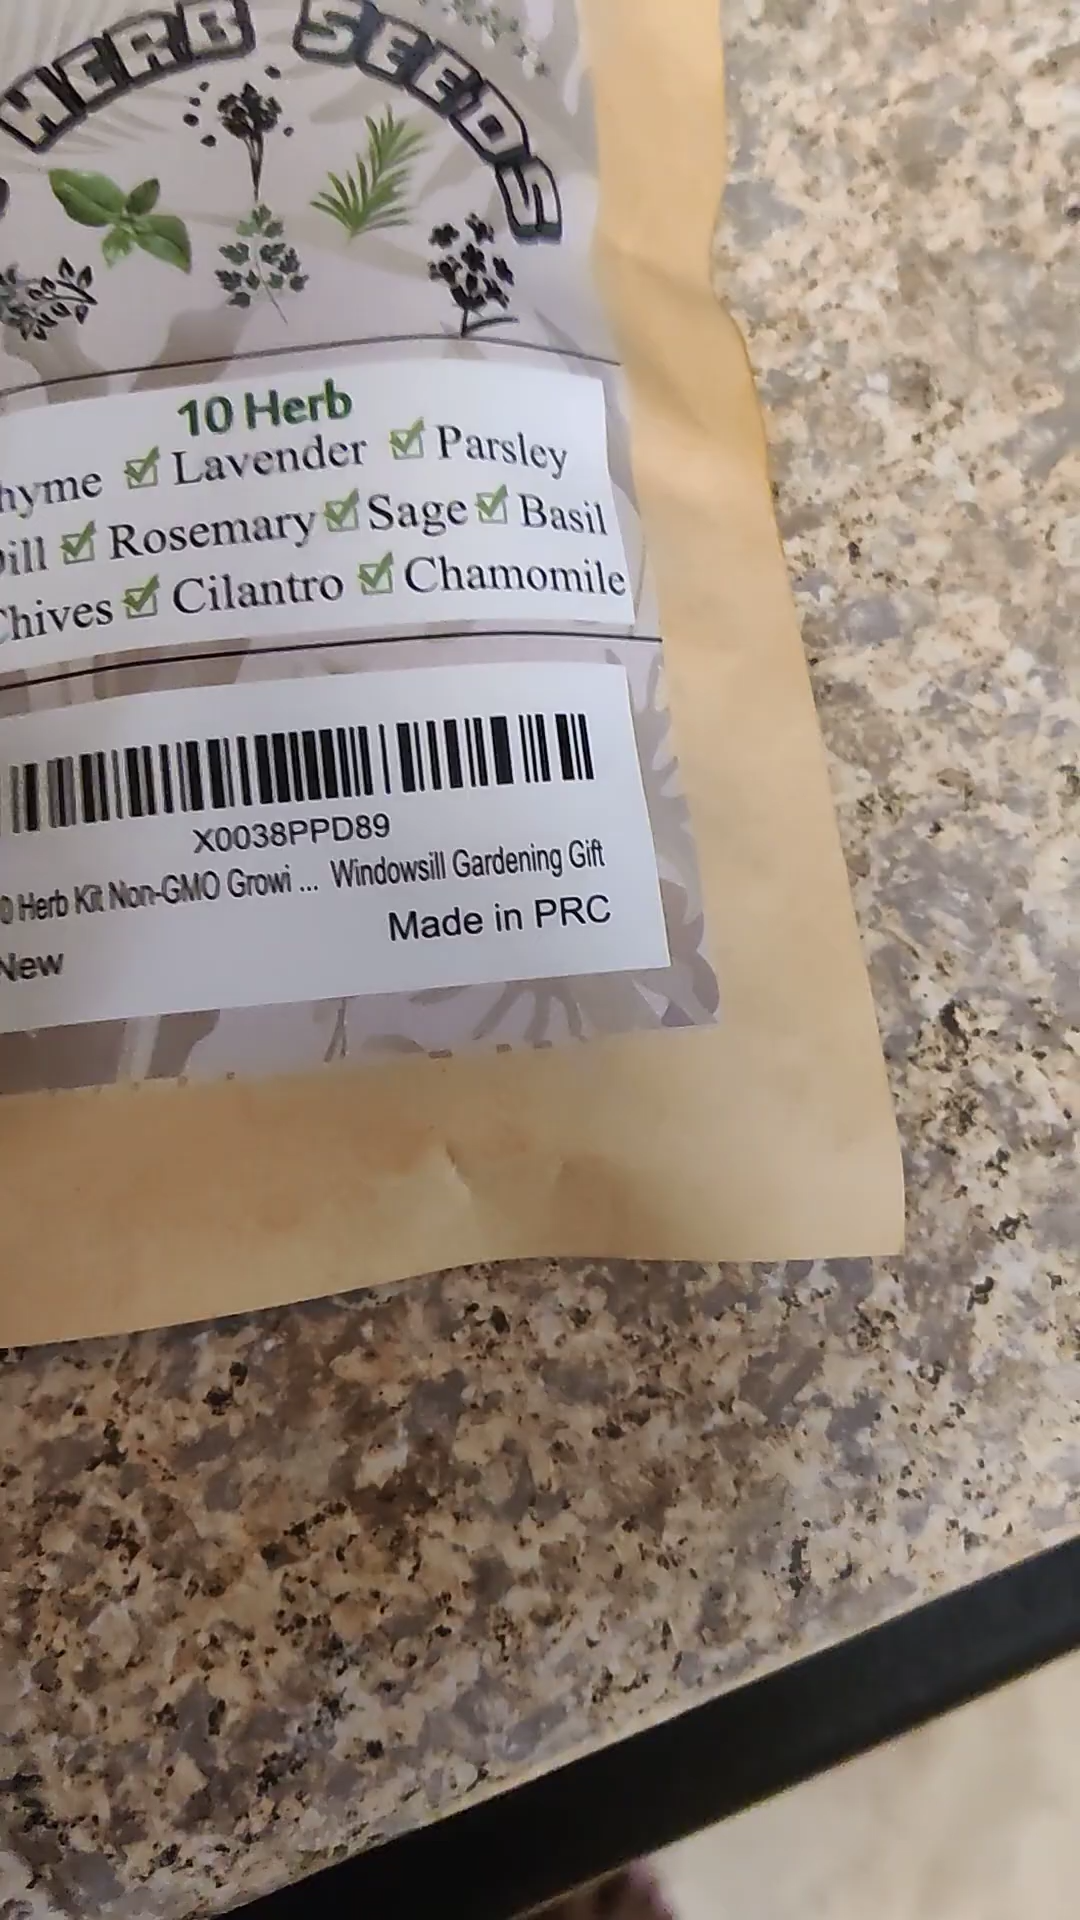 HERB SEEDS
10 Herb
hyme Lavender Parsley
ill Rosemary Sage Basil
Chives Cilantro Chamomile
X0038PPD89
0 Herb Kit Non-GMO Growi ... Windowsill Gardening Gift
New
Made in PRC